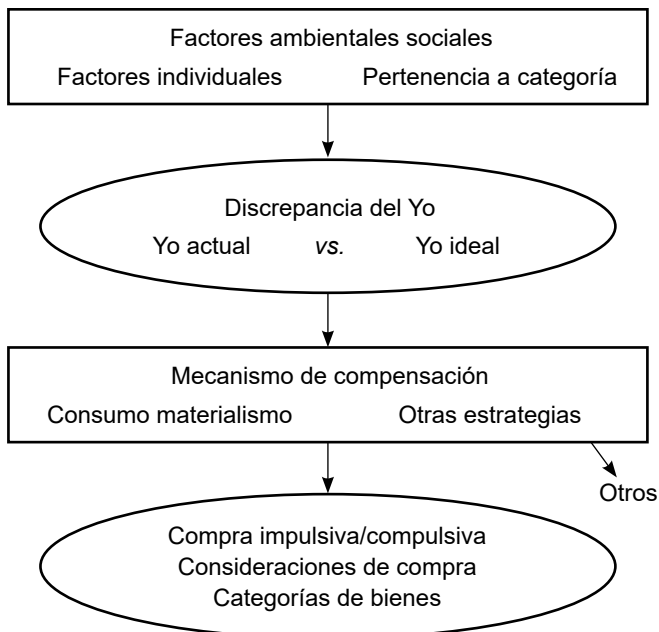 Factores ambientales sociales
Factores individuales Pertenencia a categoría
Discrepancia del Yo
Yo actual vs. Yo ideal
Mecanismo de compensación
Consumo materialismo Otras estrategias
Otros
Compra impulsiva/compulsiva
Consideraciones de compra
Categorías de bienes